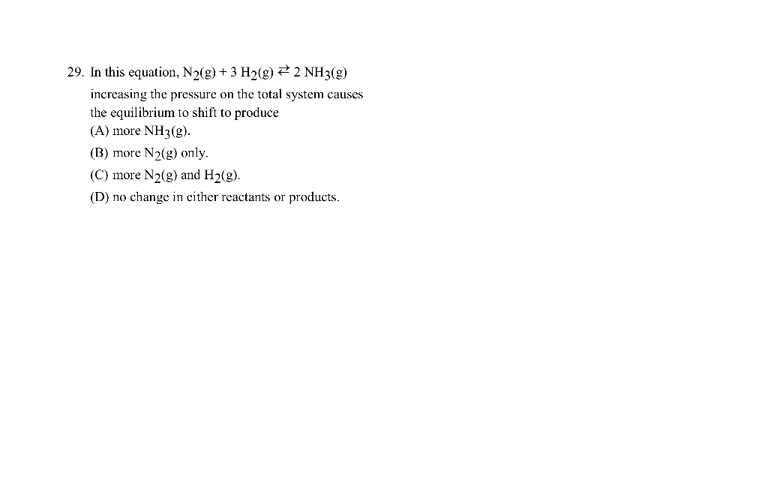 29. In this equation, N2(g) + 3 H2(g) ⇄ 2 NH3(g)
increasing the pressure on the total system causes
the equilibrium to shift to produce
(A) more NH3(g).
(B) more N2(g) only.
(C) more N2(g) and H2(g).
(D) no change in either reactants or products.